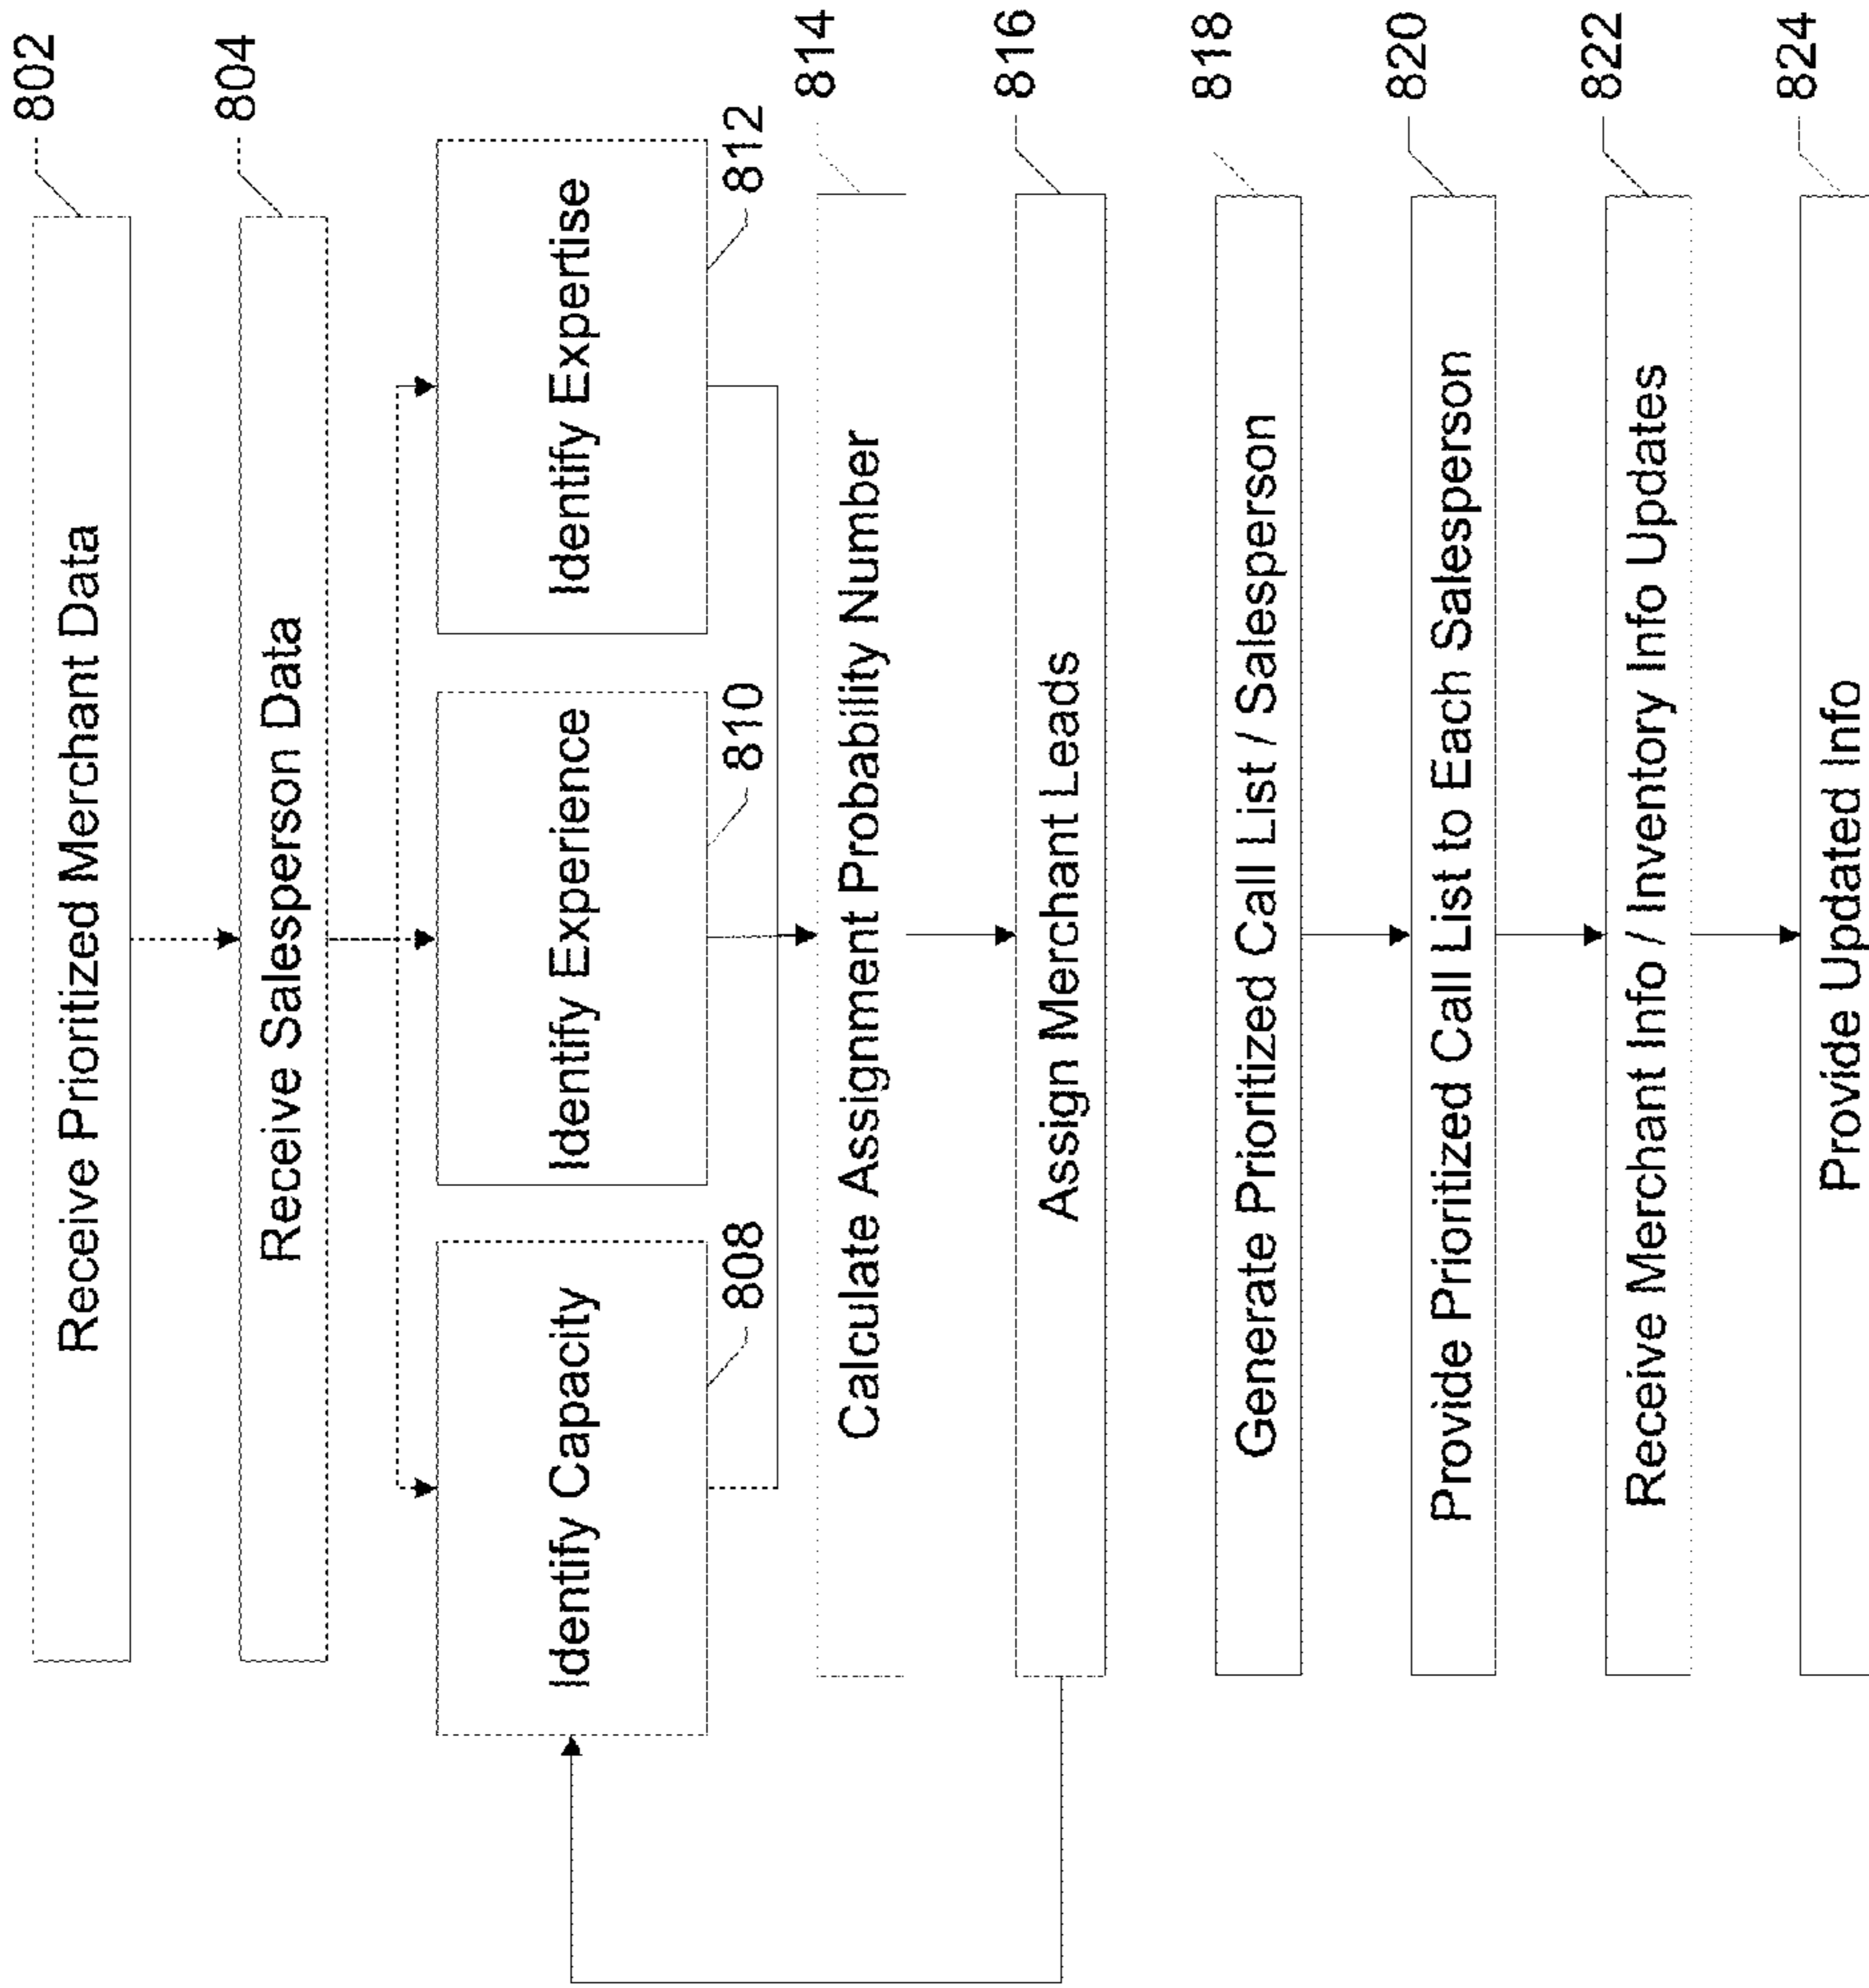 Receive Prioritized Merchant Data
802
Receive Salesperson Data
804
Identify Capacity
808
Identify Experience
810
Identify Expertise
812
Calculate Assignment Probability Number
814
Assign Merchant Leads
816
Generate Prioritized Call List / Salesperson
818
Provide Prioritized Call List to Each Salesperson
820
Receive Merchant Info / Inventory Info Updates
822
Provide Updated Info
824